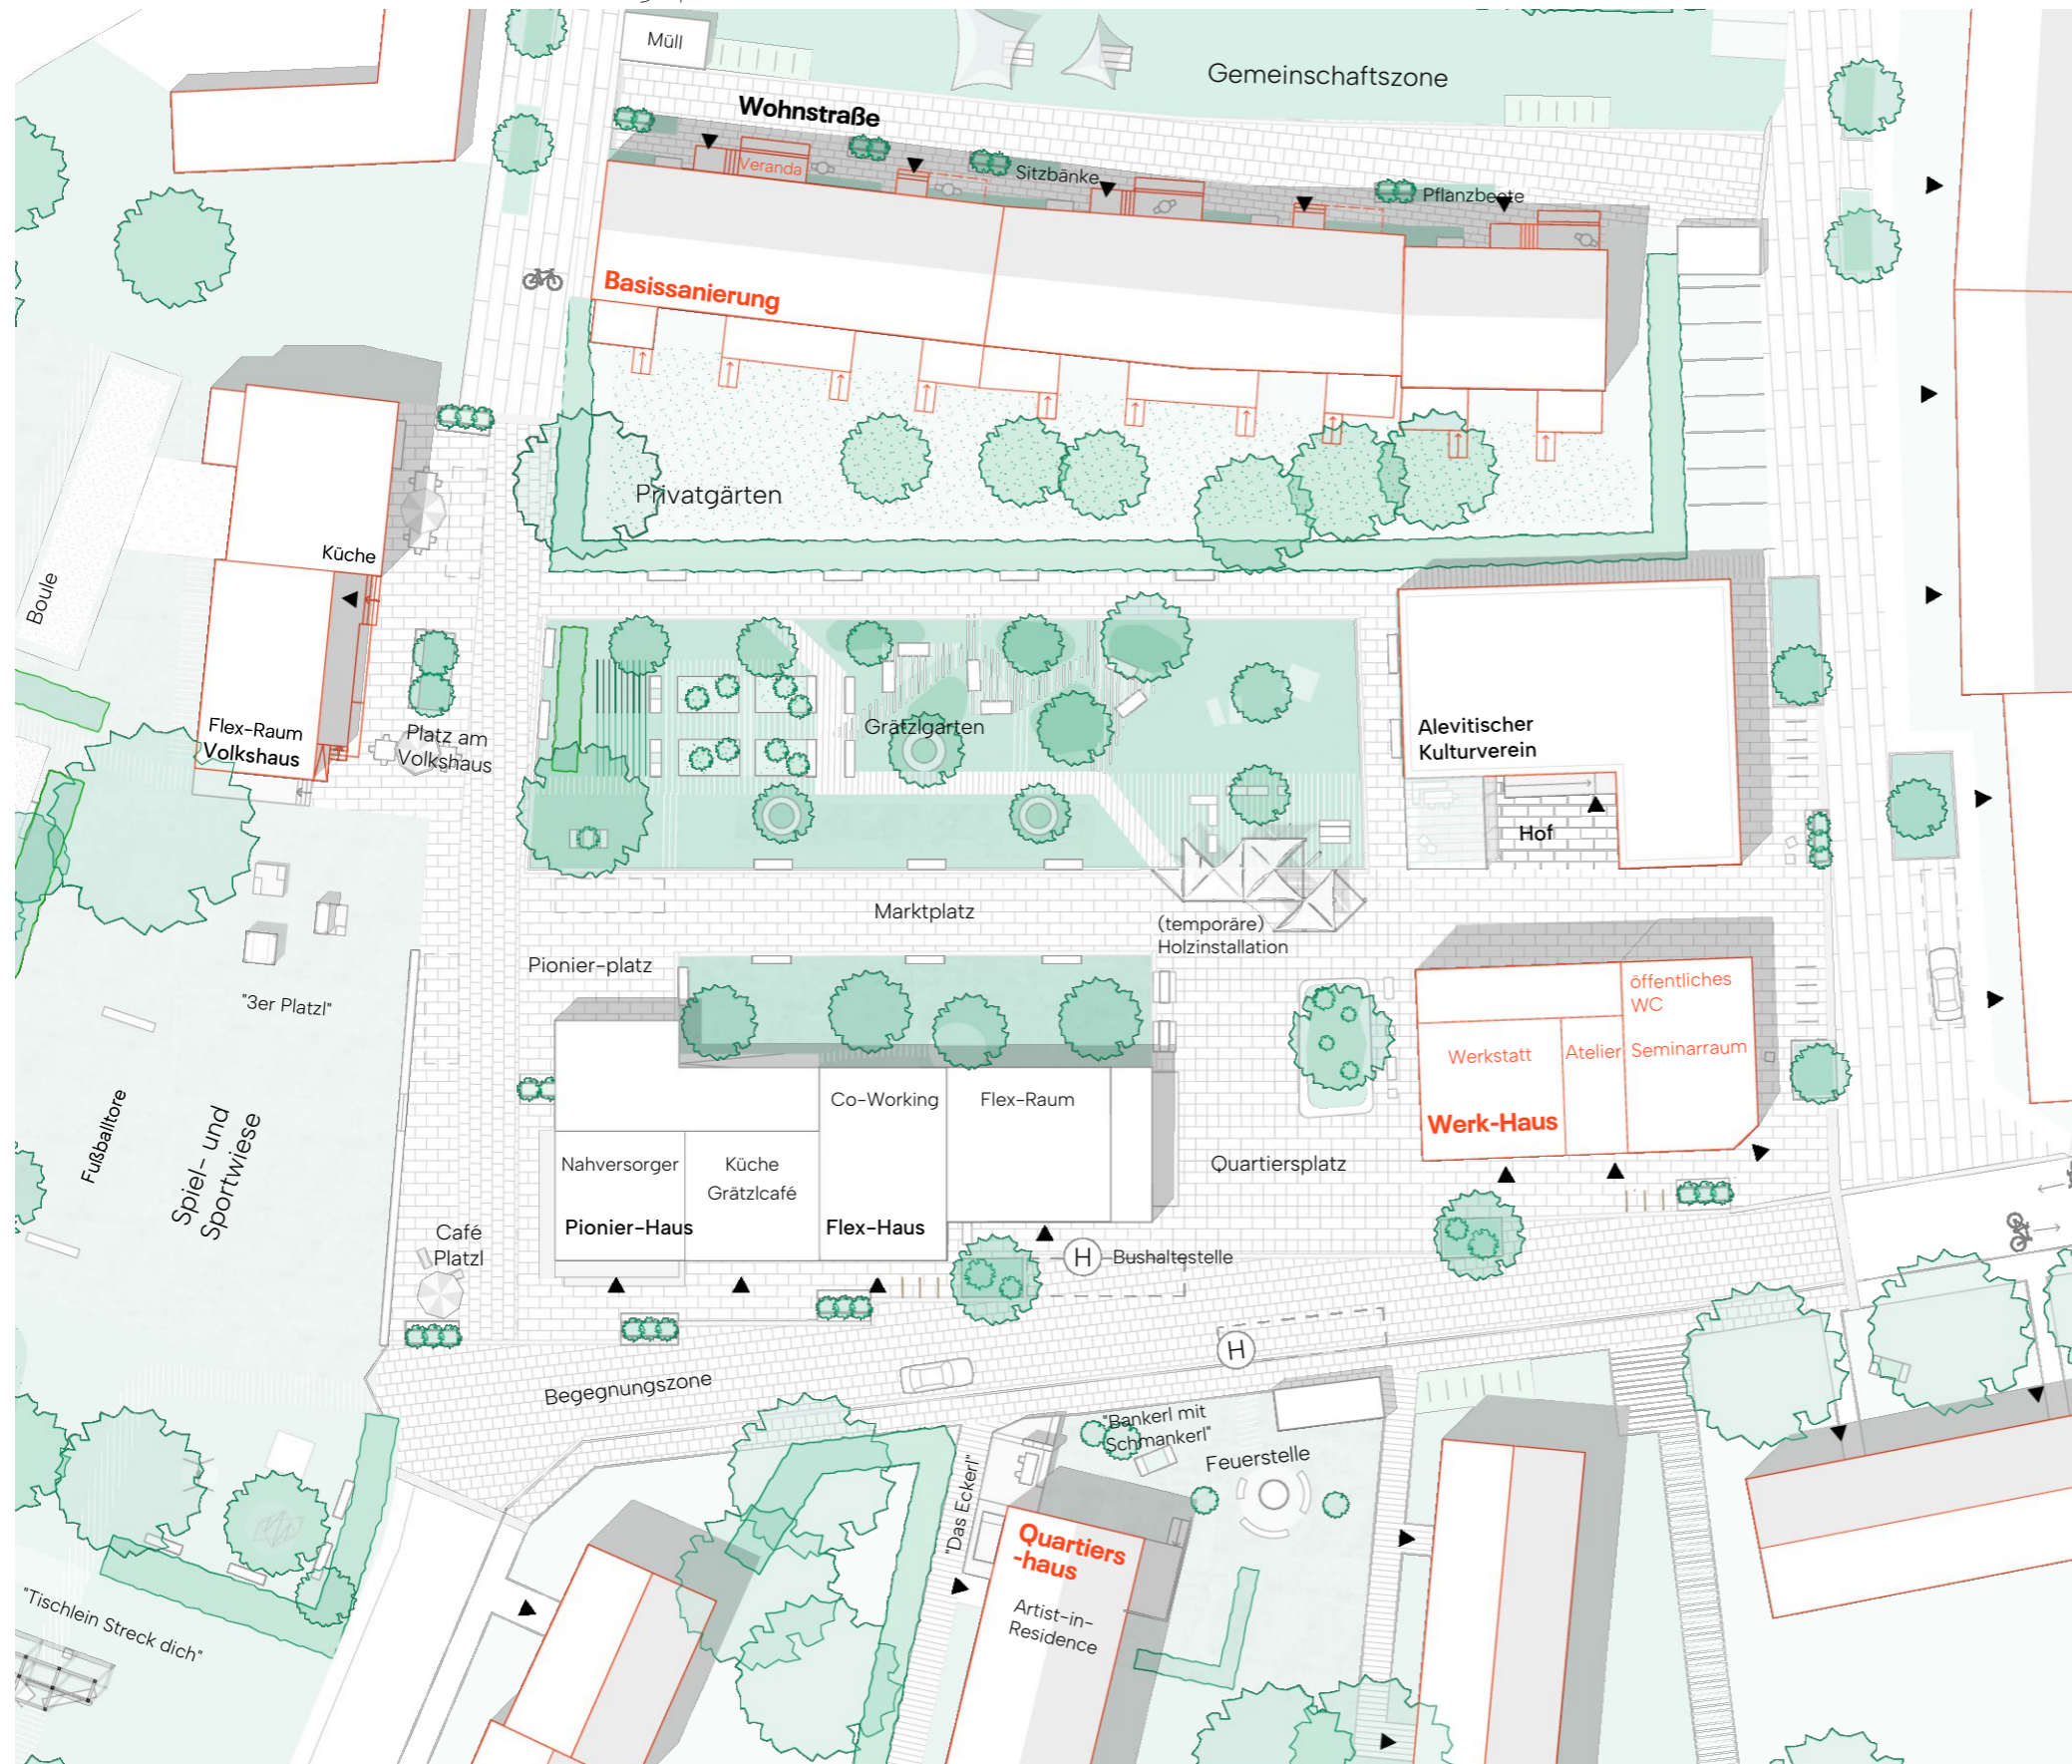 Müll
Gemeinschaftszone
Wohnstraße
Veranda
Sitzbänke
Pflanzbeete
Basissanierung
Privatgärten
Küche
Boule
Flex-Raum
Volkshaus
Platz am
Volkshaus
Grätzlgarten
Alevitischer
Kulturverein
Hof
Marktplatz
(temporäre)
Holzinstallation
Pionier-platz
"3er Platzl"
öffentliches
WC
Werkstatt
Atelier
Seminarraum
Werk-Haus
Co-Working
Flex-Raum
Fußballtore
Spiel- und
Sportwiese
Nahversorger
Küche
Grätzlcafé
Quartiersplatz
Pionier-Haus
Flex-Haus
Café
Platzl
H
Bushaltestelle
H
Begegnungszone
"Bankerl mit
Schmankerl"
Feuerstelle
"Das Eckerl"
Quartiers
-haus
Artist-in-
Residence
"Tischlein Streck dich"